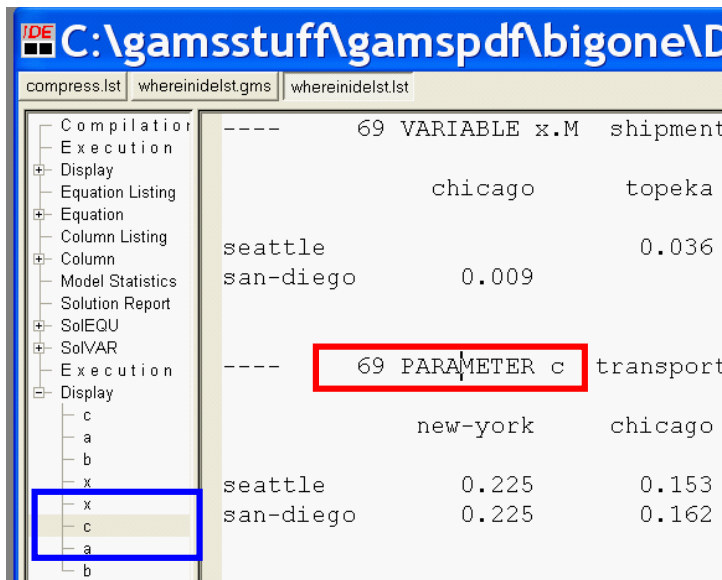 IDE C:\gamsstuff\gamspdf\bigone\D
compress.lst whereinidelst.gms whereinidelst.lst
Compilation
Execution
Display
Equation Listing
Equation
Column Listing
Column
Model Statistics
Solution Report
SolEQU
SolVAR
Execution
Display
c
a
b
x
x
c
a
b
---- 69 VARIABLE x.M shipment
chicago topeka
seattle 0.036
san-diego 0.009
---- 69 PARAMETER c transport
new-york chicago
seattle 0.225 0.153
san-diego 0.225 0.162